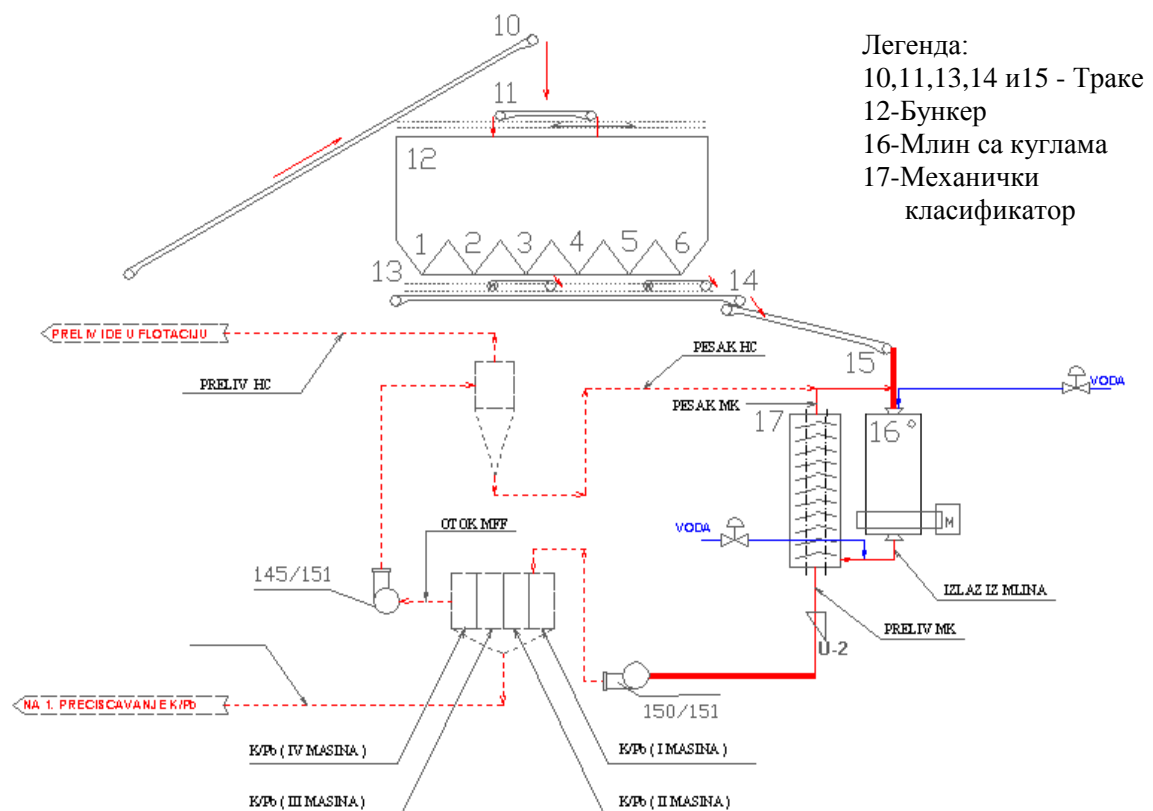 10
Легенда:
10,11,13,14 и15 - Траке
12-Бункер
16-Млин са куглама
17-Механички
класификатор
11
12
1 2 3 4 5 6
13
14
PRELIV IDE U FLOTACIJU
PRELIV HC
PESAK HC
15
VODA
PESAK MK
17
16
OTOK MFF
VODA
M
145/151
IZLAZ IZ MLINA
PRELIV MK
U-2
NA 1. PRECISCAVANJE K/Pb
150/151
K/Pb ( IV MASINA )
K/Pb ( I MASINA )
K/Pb ( III MASINA )
K/Pb ( II MASINA )